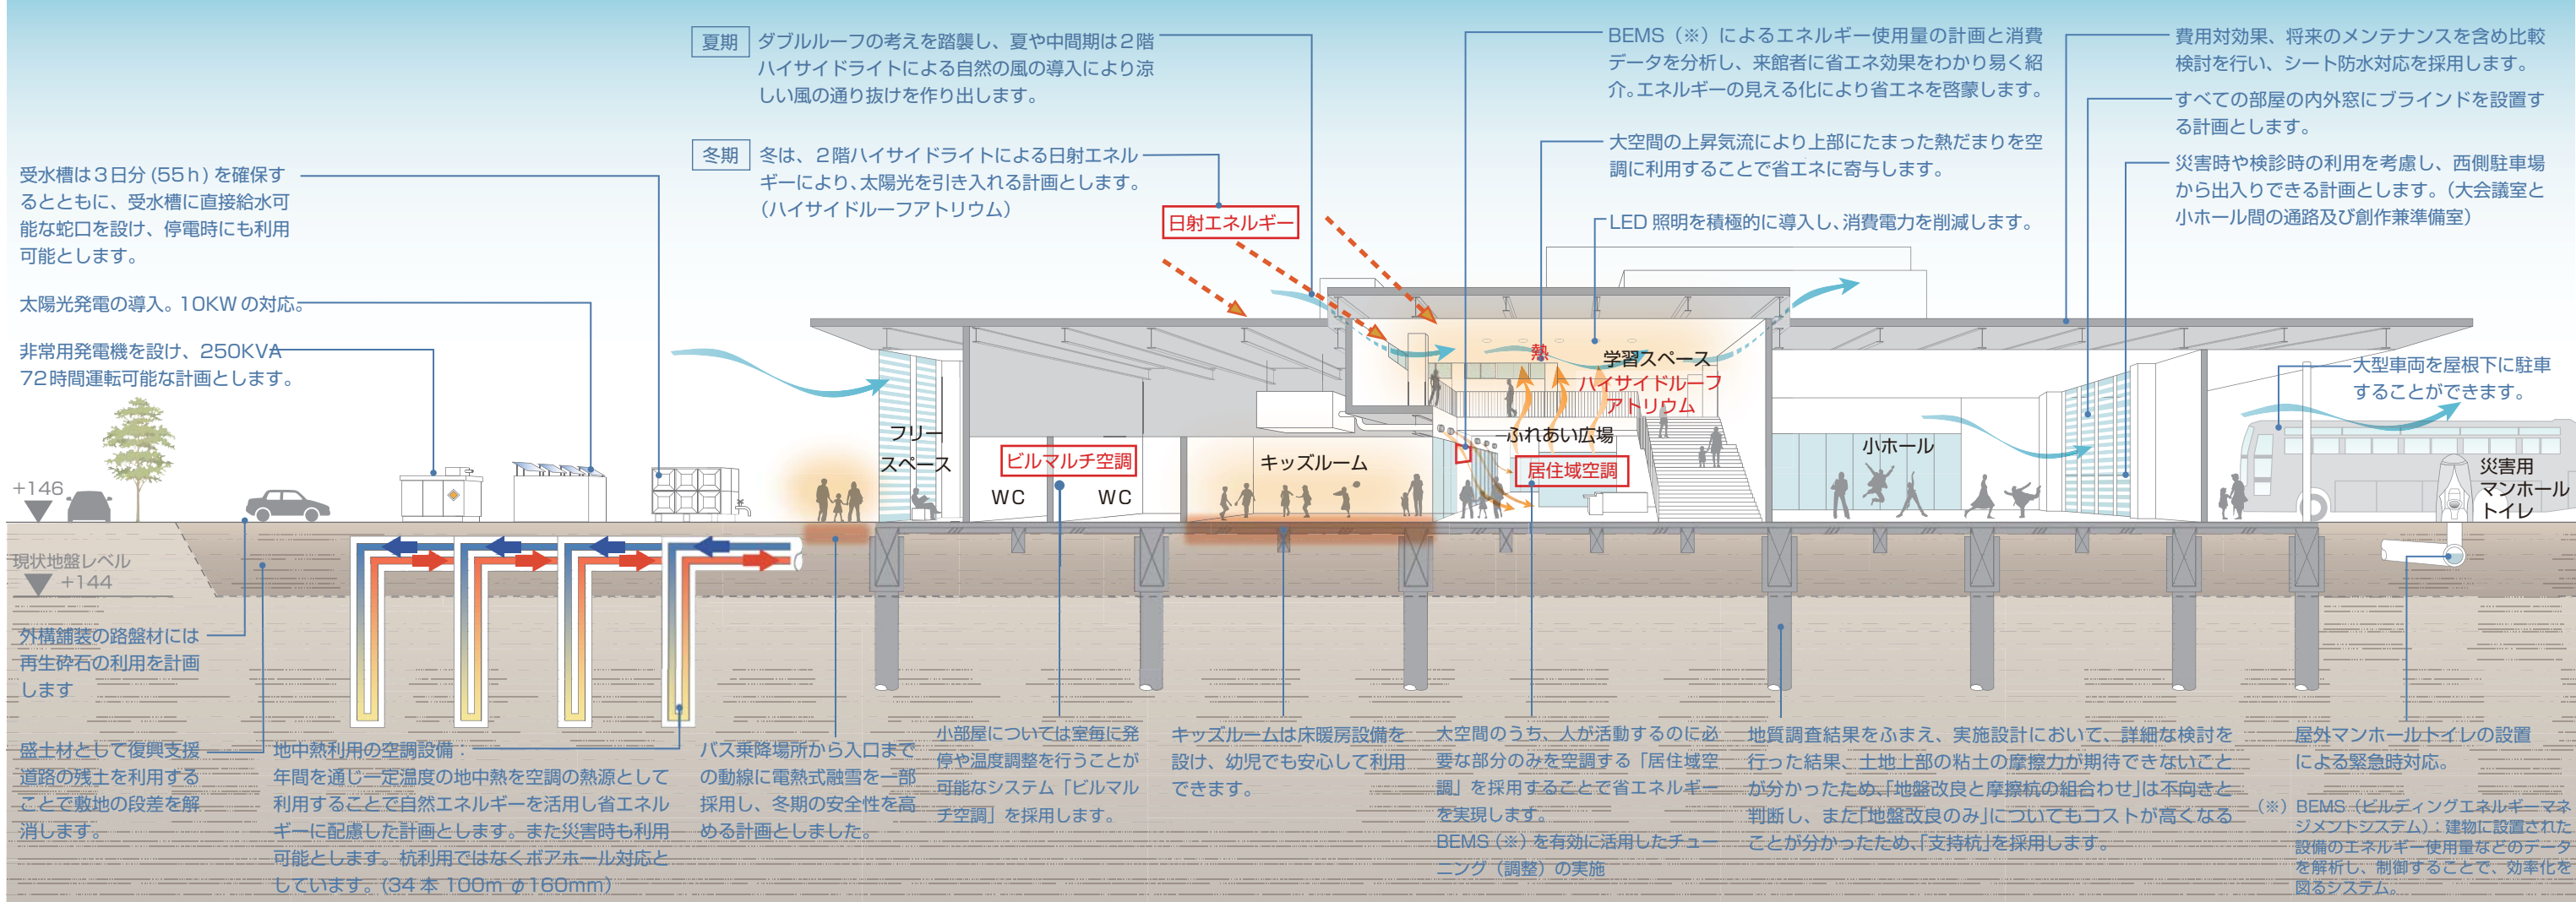 夏期
ダブルルーフの考えを踏襲し、夏や中間期は２階
ハイサイドライトによる自然の風の導入により涼
しい風の通り抜けを作り出します。
冬期
冬は、２階ハイサイドライトによる日射エネル
ギーにより、太陽光を引き入れる計画とします。
（ハイサイドルーフアトリウム）
日射エネルギー
BEMS（※）によるエネルギー使用量の計画と消費
データを分析し、来館者に省エネ効果をわかり易く紹
介。エネルギーの見える化により省エネを啓蒙します。
大空間の上昇気流により上部にたまった熱だまりを空
調に利用することで省エネに寄与します。
LED 照明を積極的に導入し、消費電力を削減します。
費用対効果、将来のメンテナンスを含め比較
検討を行い、シート防水対応を採用します。
すべての部屋の内外窓にブラインドを設置す
る計画とします。
災害時や検診時の利用を考慮し、西側駐車場
から出入りできる計画とします。（大会議室と
小ホール間の通路及び創作兼準備室）
受水槽は３日分 (55ｈ) を確保す
るとともに、受水槽に直接給水可
能な蛇口を設け、停電時にも利用
可能とします。
太陽光発電の導入。10KW の対応。
非常用発電機を設け、250KVA
72時間運転可能な計画とします。
大型車両を屋根下に駐車
することができます。
熱
学習スペース
ハイサイドルーフ
アトリウム
ふれあい広場
居住域空調
フリー
スペース
ビルマルチ空調
WC
WC
キッズルーム
小ホール
災害用
マンホール
トイレ
+146
現状地盤レベル
+144
外構舗装の路盤材には
再生砕石の利用を計画
します
盛土材として復興支援
道路の残土を利用する
ことで敷地の段差を解
消します。
地中熱利用の空調設備：
年間を通じ一定温度の地中熱を空調の熱源として
利用することで自然エネルギーを活用し省エネル
ギーに配慮した計画とします。また災害時も利用
可能とします。杭利用ではなくボアホール対応と
しています。(34 本 100m φ160mm）
バス乗降場所から入口まで
の動線に電熱式融雪を一部
採用し、冬期の安全性を高
める計画としました。
小部屋については室毎に発
停や温度調整を行うことが
可能なシステム「ビルマル
チ空調」を採用します。
キッズルームは床暖房設備を
設け、幼児でも安心して利用
できます。
大空間のうち、人が活動するのに必
要な部分のみを空調する「居住域空
調」を採用することで省エネルギー
を実現します。
BEMS（※）を有効に活用したチュー
ニング（調整）の実施
地質調査結果をふまえ、実施設計において、詳細な検討を
行った結果、土地上部の粘土の摩擦力が期待できないこと
が分かったため、「地盤改良と摩擦杭の組合わせ」は不向きと
判断し、また「地盤改良のみ」についてもコストが高くなる
ことが分かったため、「支持杭」を採用します。
屋外マンホールトイレの設置
による緊急時対応。
（※）BEMS（ビルディングエネルギーマネ
ジメントシステム）：建物に設置された
設備のエネルギー使用量などのデータ
を解析し、制御することで、効率化を
図るシステム。